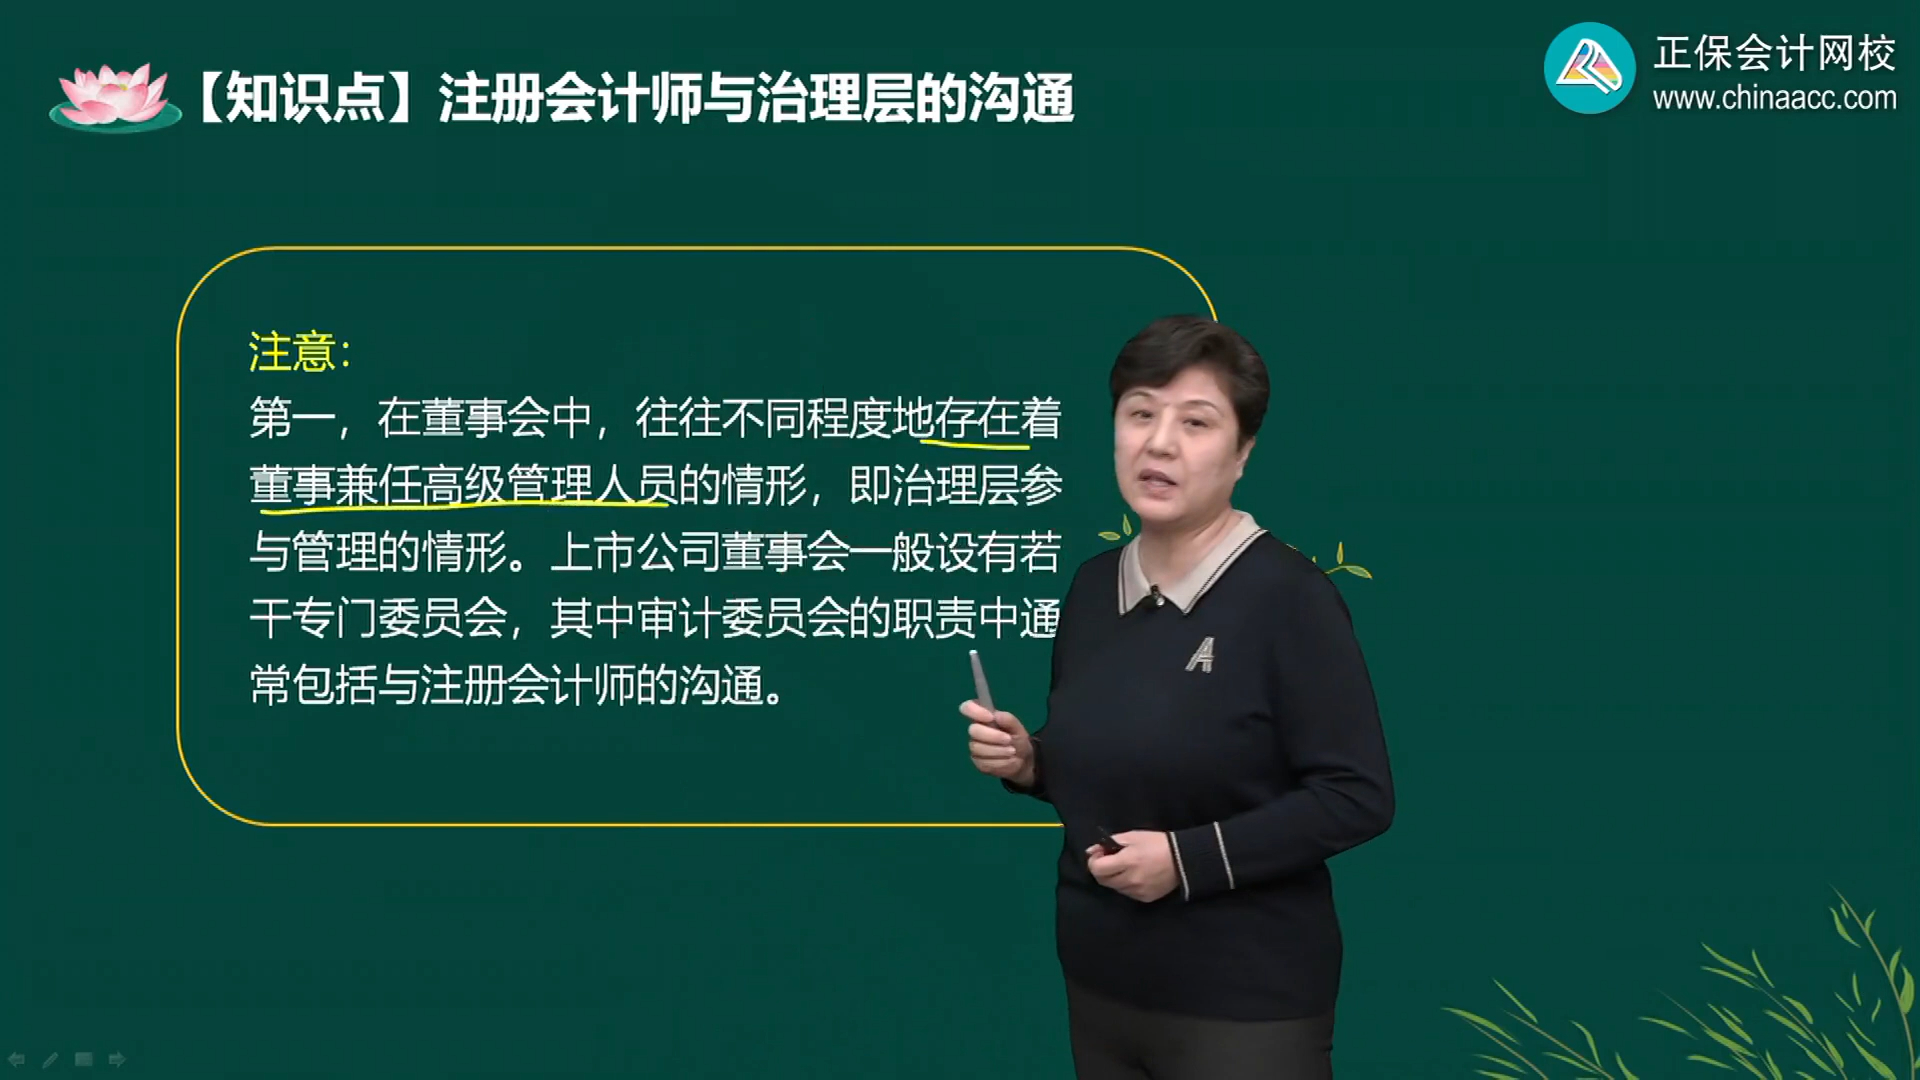 【知识点】注册会计师与治理层的沟通
正保会计网校
www.chinaacc.com
注意：
第一，在董事会中，往往不同程度地存在着
董事兼任高级管理人员的情形，即治理层参
与管理的情形。上市公司董事会一般设有若
干专门委员会，其中审计委员会的职责中通
常包括与注册会计师的沟通。
A